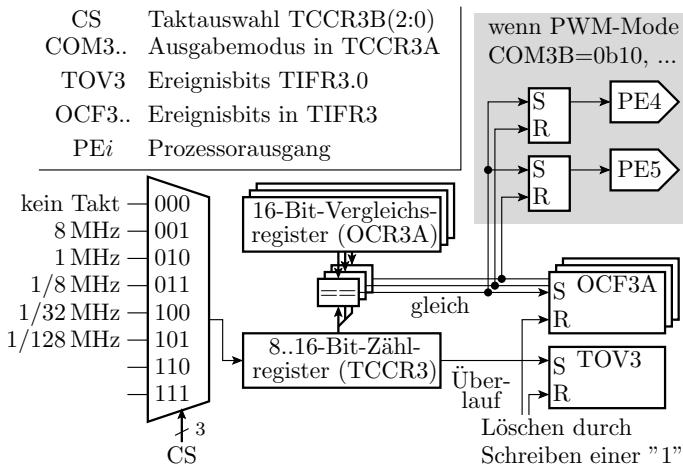 CS Taktauswahl TCCR3B(2:0)
COM3.. Ausgabemodus in TCCR3A
TOV3 Ereignisbits TIFR3.0
OCF3.. Ereignisbits in TIFR3
PEi Prozessorausgang
wenn PWM-Mode
COM3B=0b10, ...
S
R
PE4
S
R
PE5
kein Takt 000
8 MHz 001
1 MHz 010
1/8 MHz 011
1/32 MHz 100
1/128 MHz 101
110
111
3
CS
16-Bit-Vergleichs-
register (OCR3A)
==
gleich
8..16-Bit-Zähl-
register (TCCR3)
Über-
lauf
S OCF3A
R
S TOV3
R
Löschen durch
Schreiben einer ”1”